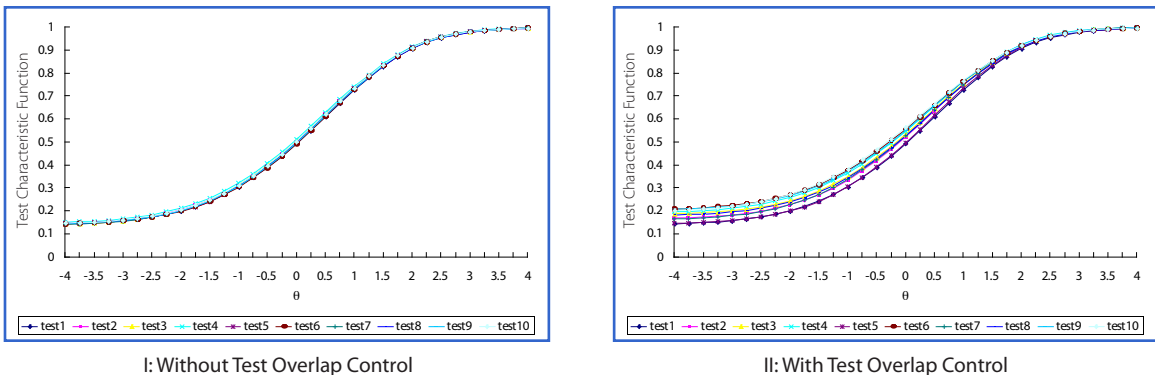 Test Characteristic Function
1
0.9
0.8
0.7
0.6
0.5
0.4
0.3
0.2
0.1
0
-4 -3.5 -3 -2.5 -2 -1.5 -1 -0.5 0 0.5 1 1.5 2 2.5 3 3.5 4
θ
test1 test2 test3 test4 test5 test6 test7 test8 test9 test10
I: Without Test Overlap Control
Test Characteristic Function
1
0.9
0.8
0.7
0.6
0.5
0.4
0.3
0.2
0.1
0
-4 -3.5 -3 -2.5 -2 -1.5 -1 -0.5 0 0.5 1 1.5 2 2.5 3 3.5 4
θ
test1 test2 test3 test4 test5 test6 test7 test8 test9 test10
II: With Test Overlap Control